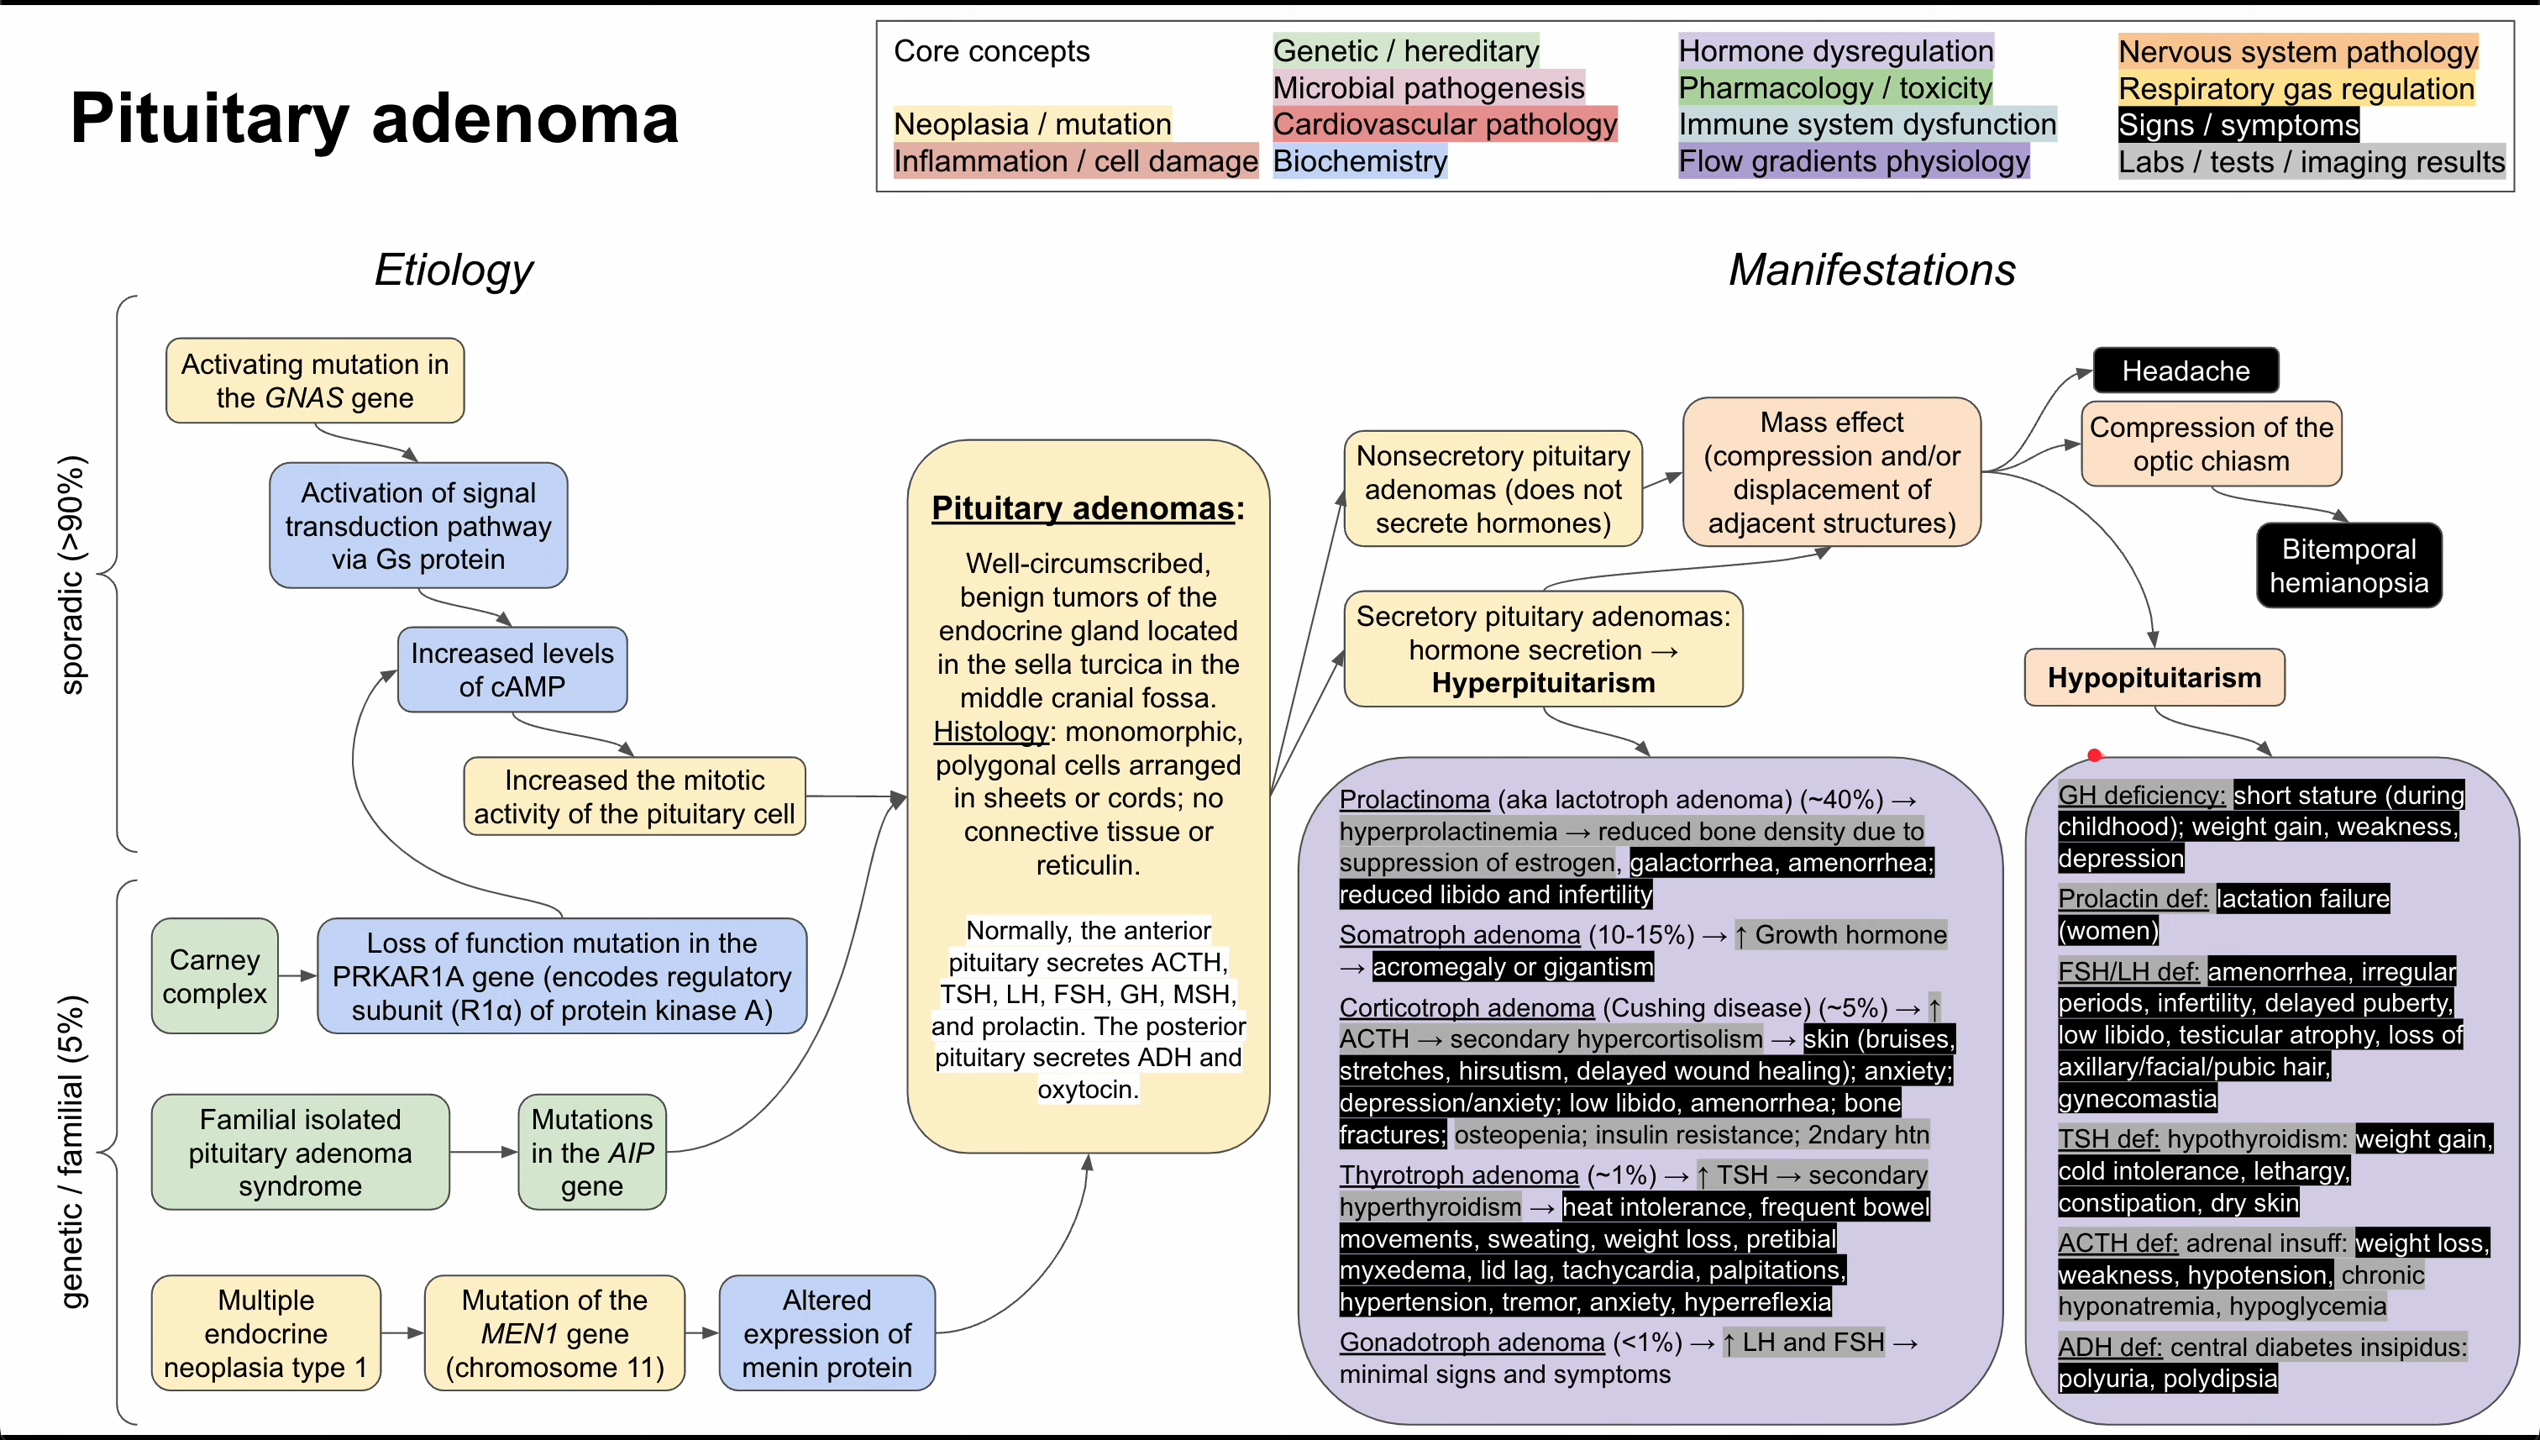 Pituitary adenoma
Core concepts
Neoplasia / mutation
Inflammation / cell damage
Genetic / hereditary
Microbial pathogenesis
Cardiovascular pathology
Biochemistry
Hormone dysregulation
Pharmacology / toxicity
Immune system dysfunction
Flow gradients physiology
Nervous system pathology
Respiratory gas regulation
Signs / symptoms
Labs / tests / imaging results
Etiology
sporadic (>90%)
Activating mutation in
the GNAS gene
Activation of signal
transduction pathway
via Gs protein
Increased levels
of cAMP
Increased the mitotic
activity of the pituitary cell
genetic / familial (5%)
Carney
complex
Loss of function mutation in the
PRKAR1A gene (encodes regulatory
subunit (R1α) of protein kinase A)
Familial isolated
pituitary adenoma
syndrome
Mutations
in the AIP
gene
Multiple
endocrine
neoplasia type 1
Mutation of the
MEN1 gene
(chromosome 11)
Altered
expression of
menin protein
Pituitary adenomas:
Well-circumscribed,
benign tumors of the
endocrine gland located
in the sella turcica in the
middle cranial fossa.
Histology: monomorphic,
polygonal cells arranged
in sheets or cords; no
connective tissue or
reticulin.
Normally, the anterior
pituitary secretes ACTH,
TSH, LH, FSH, GH, MSH,
and prolactin. The posterior
pituitary secretes ADH and
oxytocin.
Manifestations
Nonsecretory pituitary
adenomas (does not
secrete hormones)
Mass effect
(compression and/or
displacement of
adjacent structures)
Headache
Compression of the
optic chiasm
Bitemporal
hemianopsia
Secretory pituitary adenomas:
hormone secretion →
Hyperpituitarism
Hypopituitarism
Prolactinoma (aka lactotroph adenoma) (~40%) →
hyperprolactinemia → reduced bone density due to
suppression of estrogen, galactorrhea, amenorrhea;
reduced libido and infertility
Somatroph adenoma (10-15%) → ↑ Growth hormone
→ acromegaly or gigantism
Corticotroph adenoma (Cushing disease) (~5%) → ↑
ACTH → secondary hypercortisolism → skin (bruises,
stretches, hirsutism, delayed wound healing); anxiety;
depression/anxiety; low libido, amenorrhea; bone
fractures; osteopenia; insulin resistance; 2ndary htn
Thyrotroph adenoma (~1%) → ↑ TSH → secondary
hyperthyroidism → heat intolerance, frequent bowel
movements, sweating, weight loss, pretibial
myxedema, lid lag, tachycardia, palpitations,
hypertension, tremor, anxiety, hyperreflexia
Gonadotroph adenoma (<1%) → ↑ LH and FSH →
minimal signs and symptoms
GH deficiency: short stature (during
childhood); weight gain, weakness,
depression
Prolactin def: lactation failure
(women)
FSH/LH def: amenorrhea, irregular
periods, infertility, delayed puberty,
low libido, testicular atrophy, loss of
axillary/facial/pubic hair,
gynecomastia
TSH def: hypothyroidism: weight gain,
cold intolerance, lethargy,
constipation, dry skin
ACTH def: adrenal insuff: weight loss,
weakness, hypotension, chronic
hyponatremia, hypoglycemia
ADH def: central diabetes insipidus:
polyuria, polydipsia